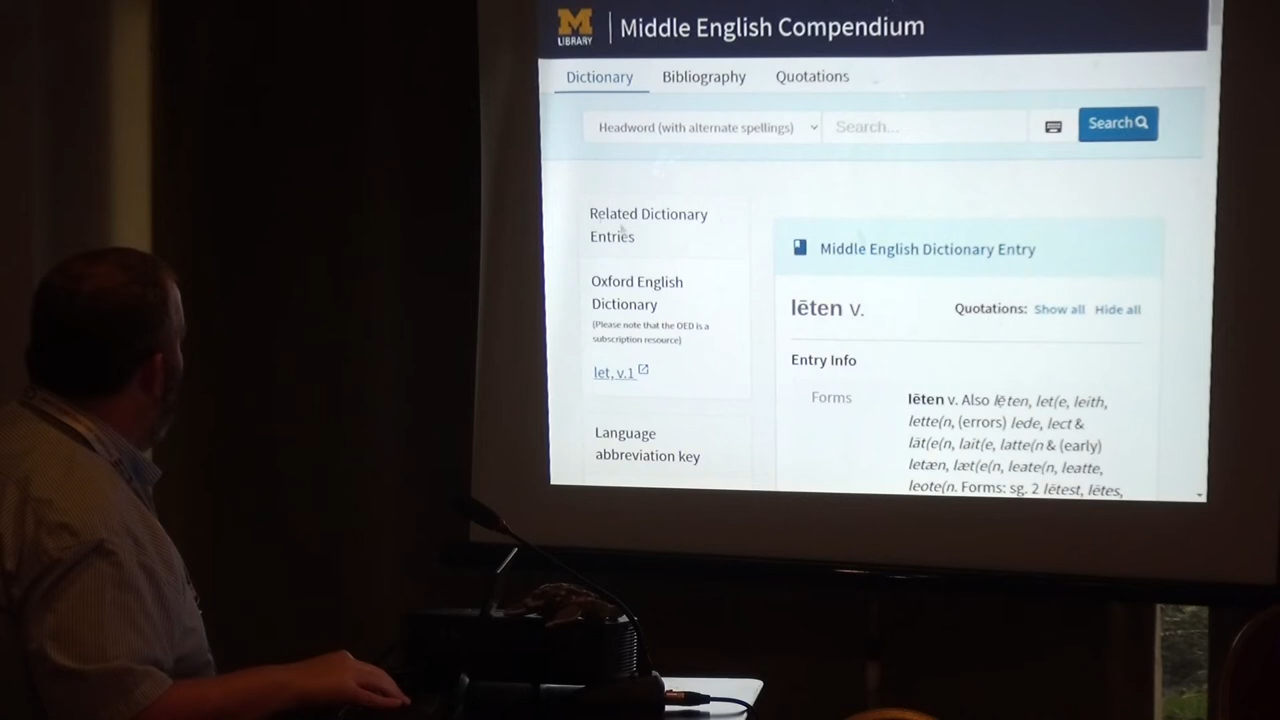 M
LIBRARY
Middle English Compendium
Dictionary Bibliography Quotations
Headword (with alternate spellings) Search... Search
Related Dictionary
Entries
Oxford English
Dictionary
(Please note that the OED is a
subscription resource)
let, v.1
Language
abbreviation key
Middle English Dictionary Entry
lēten v. Quotations: Show all Hide all
Entry Info
Forms
lēten v. Also lę̄ten, let(e, leith,
lette(n, (errors) lede, lect &
lāt(e(n, lait(e, latte(n & (early)
letæn, læt(e(n, leate(n, leatte,
leote(n. Forms: sg. 2 lētest, lētes,